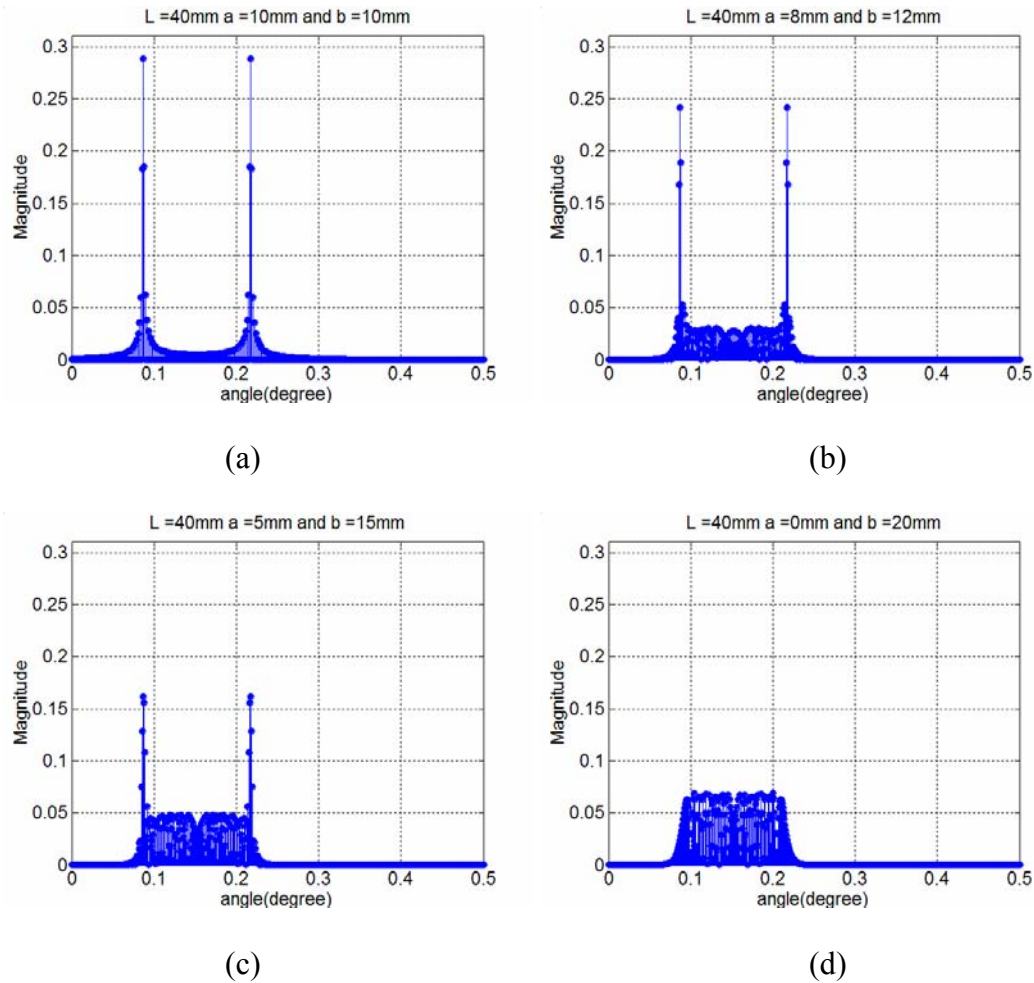 L =40mm a =10mm and b =10mm
0.3
0.25
0.2
0.15
0.1
0.05
0
Magnitude
0 0.1 0.2 0.3 0.4 0.5
angle(degree)
(a)
L =40mm a =8mm and b =12mm
0.3
0.25
0.2
0.15
0.1
0.05
0
Magnitude
0 0.1 0.2 0.3 0.4 0.5
angle(degree)
(b)
L =40mm a =5mm and b =15mm
0.3
0.25
0.2
0.15
0.1
0.05
0
Magnitude
0 0.1 0.2 0.3 0.4 0.5
angle(degree)
(c)
L =40mm a =0mm and b =20mm
0.3
0.25
0.2
0.15
0.1
0.05
0
Magnitude
0 0.1 0.2 0.3 0.4 0.5
angle(degree)
(d)